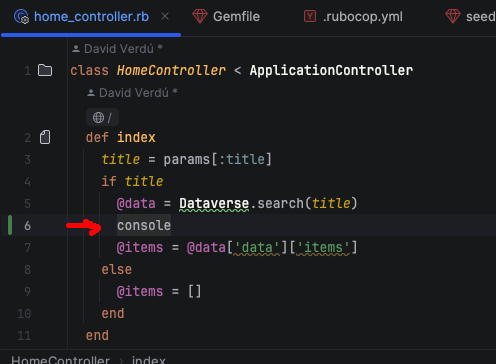 home_controller.rb × Gemfile .rubocop.yml seed
David Verdú *
1 class HomeController < ApplicationController
David Verdú *
/
2 def index
3 title = params[:title]
4 if title
5 @data = Dataverse.search(title)
6 console
7 @items = @data['data']['items']
8 else
9 @items = []
10 end
11 end
HomeController > index